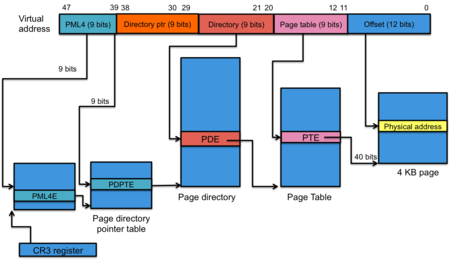 47 39 38 30 29 21 20 12 11 0
Virtual
address
PML4 (9 bits) Directory ptr (9 bits) Directory (9 bits) Page table (9 bits) Offset (12 bits)
9 bits
9 bits
PDE
PTE
Physical address
40 bits
4 KB page
PML4E
PDPTE
Page directory
Page Table
Page directory
pointer table
CR3 register